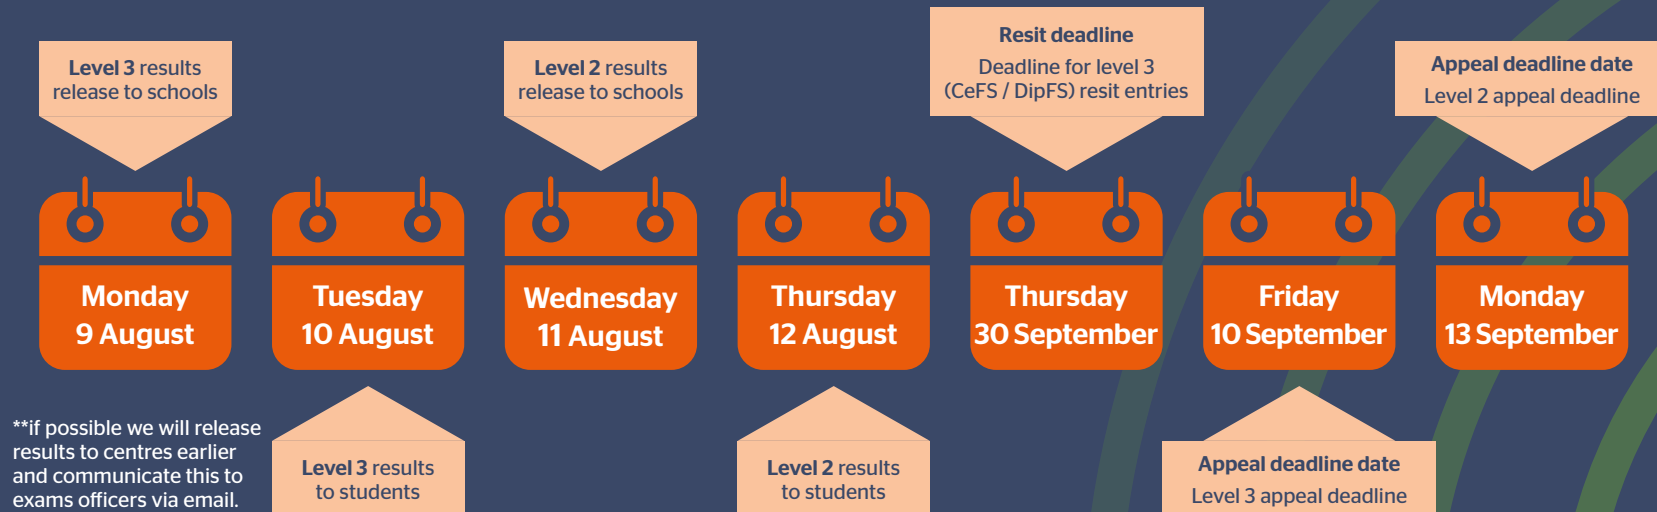 Level 3 results
release to schools
Level 2 results
release to schools
Resit deadline
Deadline for level 3
(CeFS / DipFS) resit entries
Appeal deadline date
Level 2 appeal deadline
Monday
9 August
Tuesday
10 August
Wednesday
11 August
Thursday
12 August
Thursday
30 September
Friday
10 September
Monday
13 September
**if possible we will release
results to centres earlier
and communicate this to
exams officers via email.
Level 3 results
to students
Level 2 results
to students
Appeal deadline date
Level 3 appeal deadline